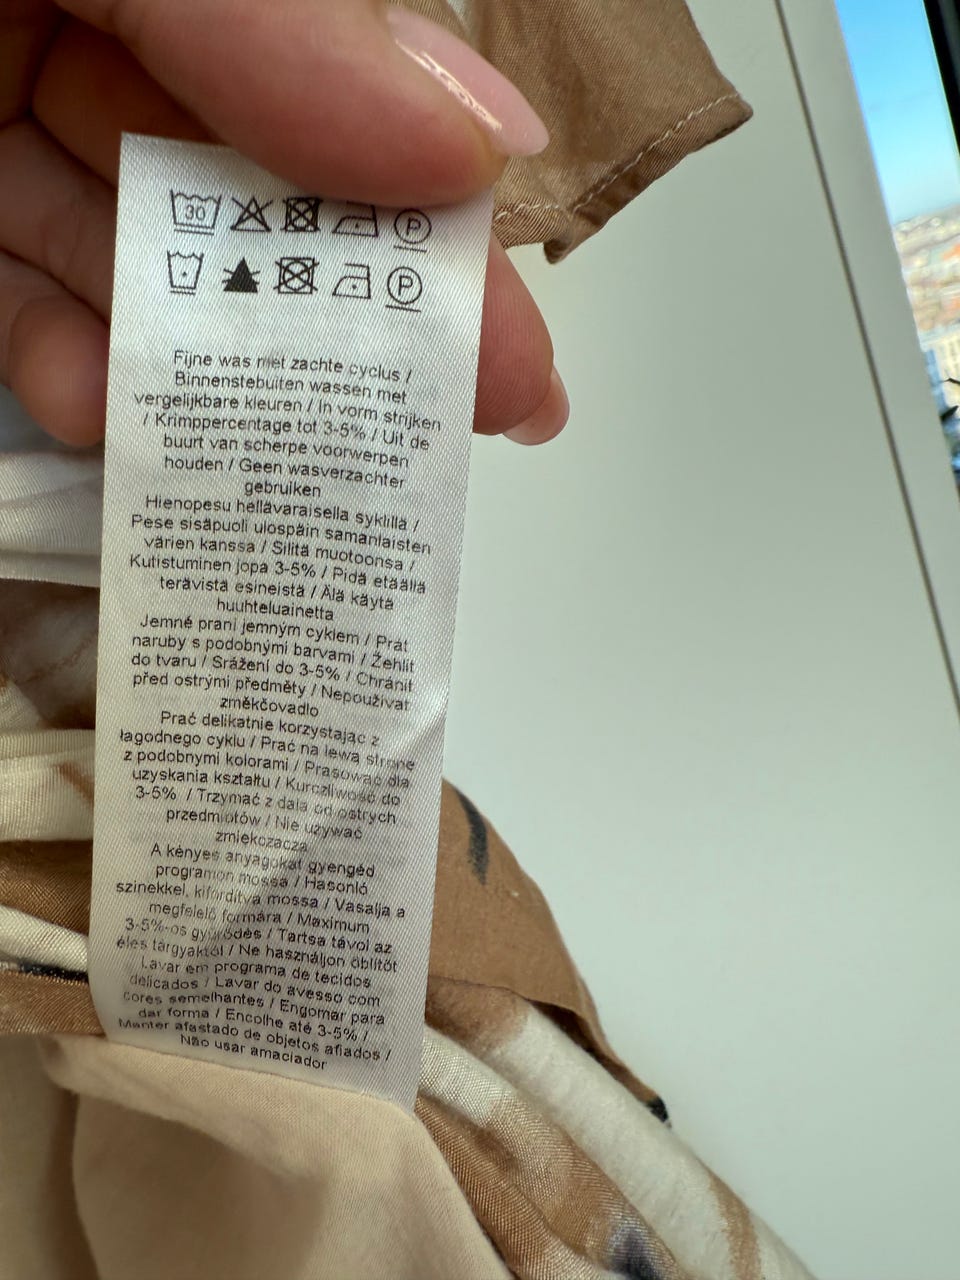 30 P
P
Fijne was met zachte cyclus /
Binnenstebuiten wassen met
vergelijkbare kleuren / In vorm strijken
/ Krimppercentage tot 3-5% / Uit de
buurt van scherpe voorwerpen
houden / Geen wasverzachter
gebruiken
Hienopesu hellävaraisella syklillä /
Pese sisäpuoli ulospäin samanlaisten
värien kanssa / Silitä muotoonsa /
Kutistuminen jopa 3-5% / Pidä etäällä
terävistä esineistä / Älä käytä
huuhteluainetta
Jemné praní jemným cyklem / Prát
naruby s podobnými barvami / Žehlit
do tvaru / Srážení do 3-5% / Chránit
před ostrými předměty / Nepoužívat
změkčovadlo
Prać delikatnie korzystając z
łagodnego cyklu / Prać na lewą stronę
z podobnymi kolorami / Prasować dla
uzyskania kształtu / Kurczliwość do
3-5% / Trzymać z dala od ostrych
przedmiotów / Nie używać
zmiękczacza
A kényes anyagokat gyengéd
programon mossa / Hasonló
színekkel, kifordítva mossa / Vasalja a
megfelelő formára / Maximum
3-5%-os gyűrődés / Tartsa távol az
éles tárgyaktól / Ne használjon öblítőt
Lavar em programa de tecidos
delicados / Lavar do avesso com
cores semelhantes / Engomar para
dar forma / Encolhe até 3-5% /
Manter afastado de objetos afiados /
Não usar amaciador